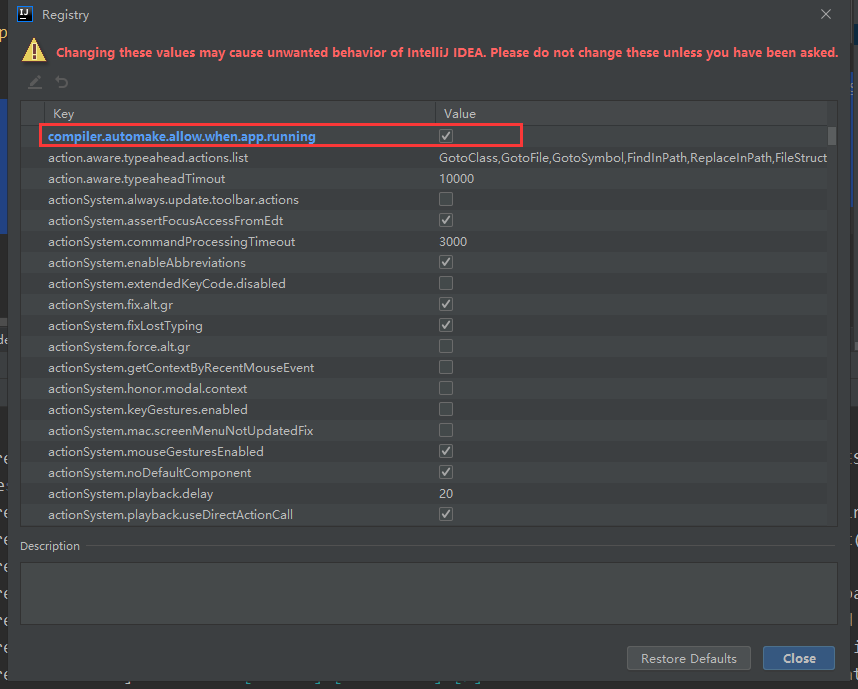 Registry
Changing these values may cause unwanted behavior of IntelliJ IDEA. Please do not change these unless you have been asked.
Key Value
compiler.automake.allow.when.app.running
action.aware.typeahead.actions.list GotoClass,GotoFile,GotoSymbol,FindInPath,ReplaceInPath,FileStruct
action.aware.typeaheadTimout 10000
actionSystem.always.update.toolbar.actions
actionSystem.assertFocusAccessFromEdt
actionSystem.commandProcessingTimeout 3000
actionSystem.enableAbbreviations
actionSystem.extendedKeyCode.disabled
actionSystem.fix.alt.gr
actionSystem.fixLostTyping
actionSystem.force.alt.gr
actionSystem.getContextByRecentMouseEvent
actionSystem.honor.modal.context
actionSystem.keyGestures.enabled
actionSystem.mac.screenMenuNotUpdatedFix
actionSystem.mouseGesturesEnabled
actionSystem.noDefaultComponent
actionSystem.playback.delay 20
actionSystem.playback.useDirectActionCall
Description
Restore Defaults Close